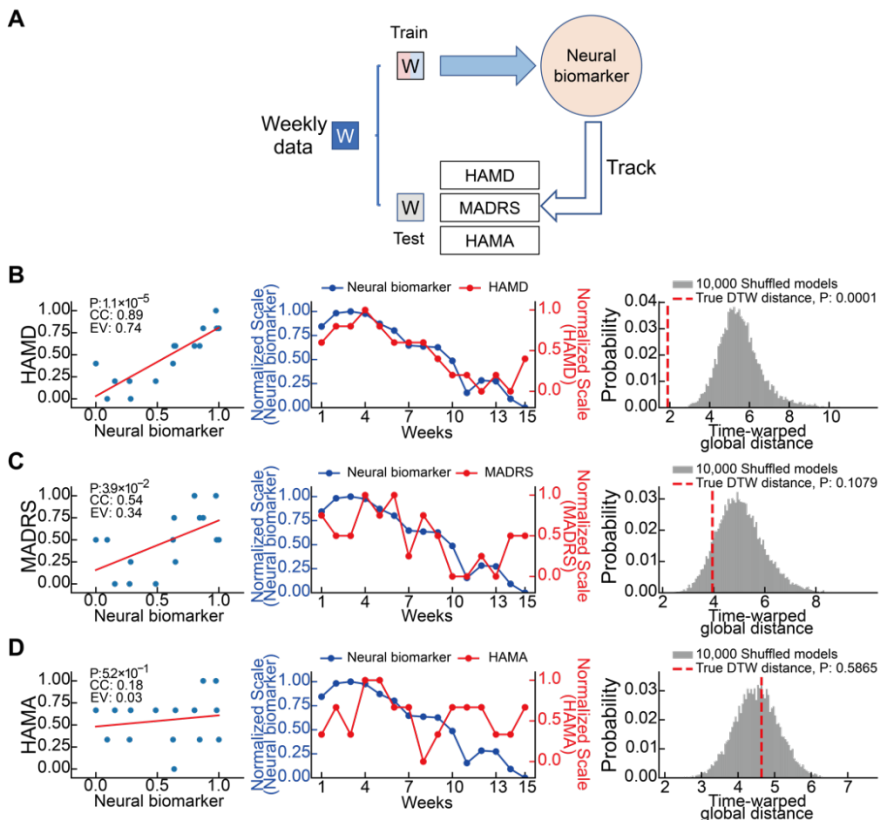 A
Train
W
Neural
biomarker
Weekly
data
W
HAMD
Track
W
MADRS
Test
HAMA
B
P:1.1×10⁻⁵
CC: 0.89
EV: 0.74
1.00
0.75
0.50
0.25
0.00
HAMD
0.0 0.5 1.0
Neural biomarker
Neural biomarker HAMD
Normalized Scale
(Neural biomarker)
1.00
0.75
0.50
0.25
0.00
1 4 7 10 13 15
Weeks
1.0
0.5
0.0
Normalized Scale
(HAMD)
10,000 Shuffled models
True DTW distance, P: 0.0001
Probability
0.04
0.03
0.02
0.01
0.00
2 4 6 8 10
Time-warped
global distance
C
P:3.9×10⁻²
CC: 0.54
EV: 0.34
1.00
0.75
0.50
0.25
0.00
MADRS
0.0 0.5 1.0
Neural biomarker
Neural biomarker MADRS
Normalized Scale
(Neural biomarker)
1.00
0.75
0.50
0.25
0.00
1 4 7 10 13 15
Weeks
1.0
0.5
0.0
Normalized Scale
(MADRS)
10,000 Shuffled models
True DTW distance, P: 0.1079
Probability
0.03
0.02
0.01
0.00
2 4 6 8
Time-warped
global distance
D
P:5.2×10⁻¹
CC: 0.18
EV: 0.03
1.00
0.75
0.50
0.25
0.00
HAMA
0.0 0.5 1.0
Neural biomarker
Neural biomarker HAMA
Normalized Scale
(Neural biomarker)
1.00
0.75
0.50
0.25
0.00
1 4 7 10 13 15
Weeks
1.0
0.5
0.0
Normalized Scale
(HAMA)
10,000 Shuffled models
True DTW distance, P: 0.5865
Probability
0.03
0.02
0.01
0.00
2 3 4 5 6 7
Time-warped
global distance